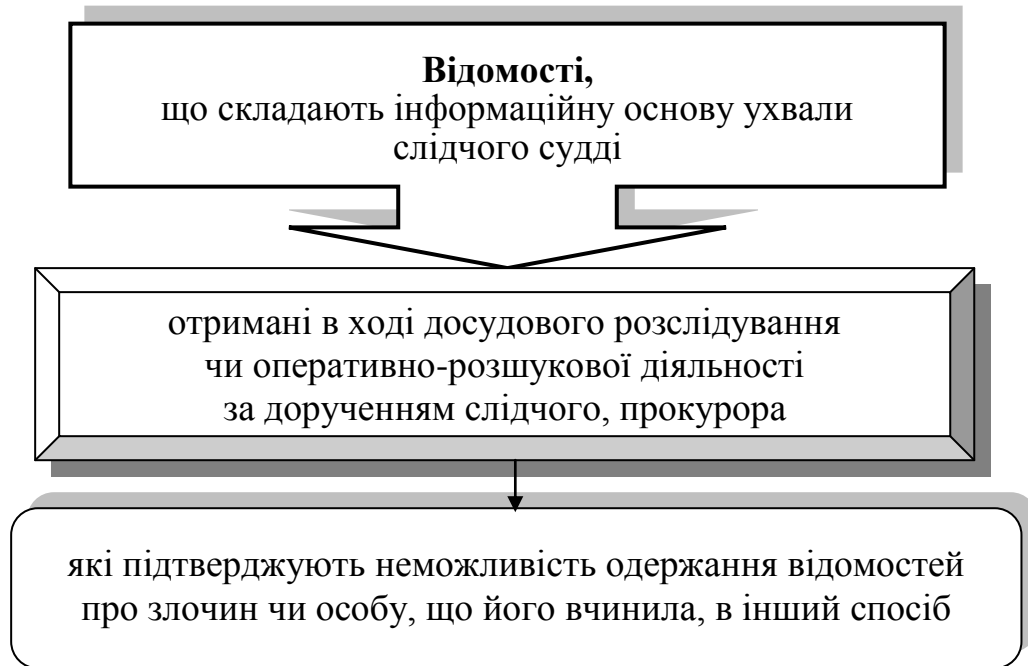 Відомості,
що складають інформаційну основу ухвали
слідчого судді
отримані в ході досудового розслідування
чи оперативно-розшукової діяльності
за дорученням слідчого, прокурора
які підтверджують неможливість одержання відомостей
про злочин чи особу, що його вчинила, в інший спосіб